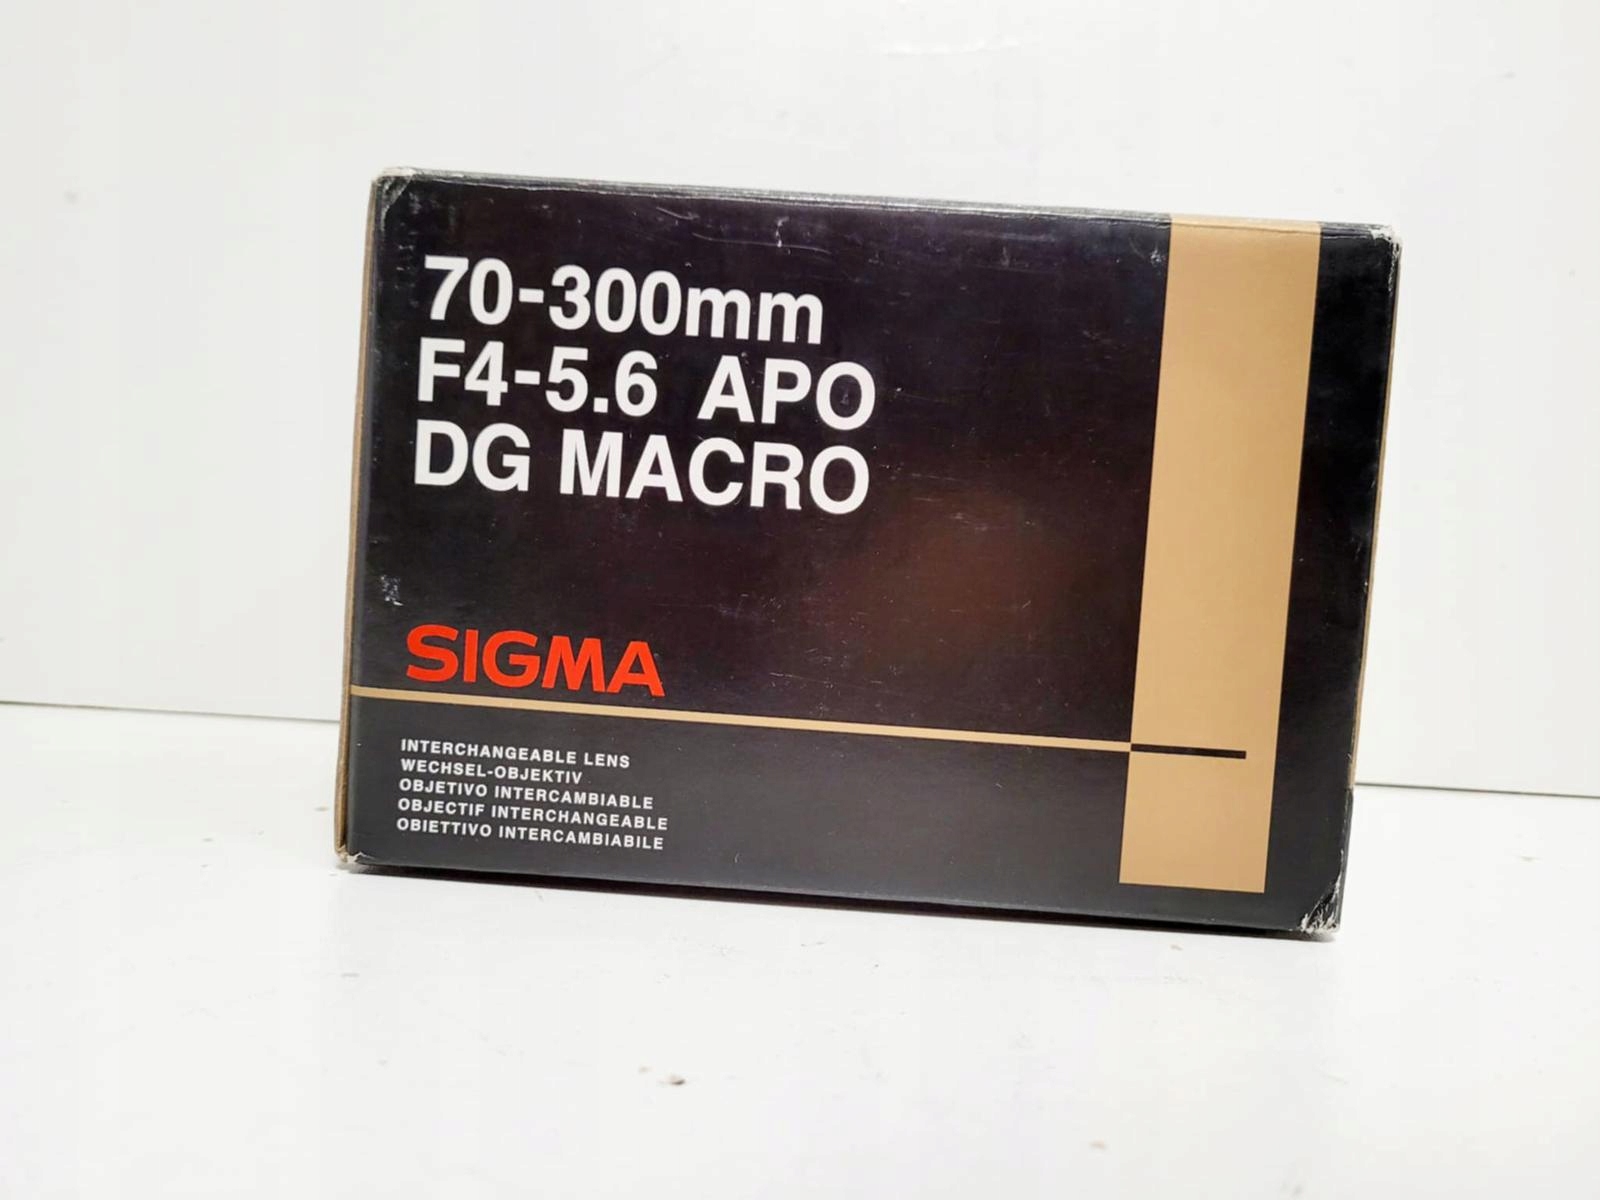 70-300mm
F4-5.6 APO
DG MACRO
SIGMA
INTERCHANGEABLE LENS
WECHSEL-OBJEKTIV
OBJETIVO INTERCAMBIABLE
OBJECTIF INTERCHANGEABLE
OBIETTIVO INTERCAMBIABILE